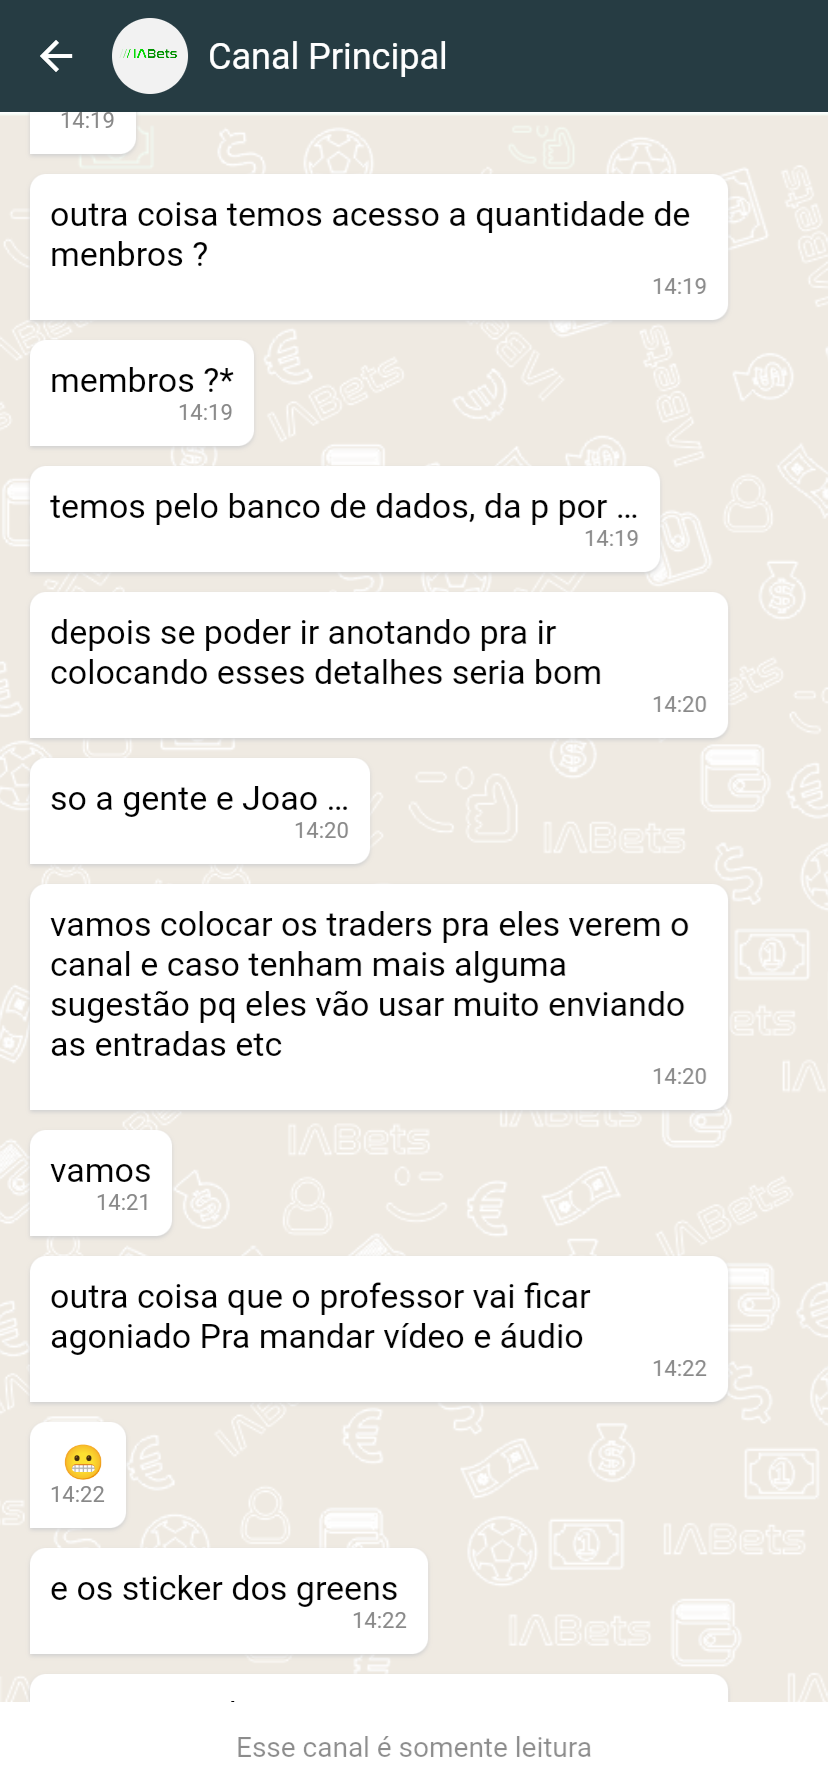 //IABets
Canal Principal
14:19
outra coisa temos acesso a quantidade de
menbros ?
14:19
membros ?*
14:19
temos pelo banco de dados, da p por ...
14:19
depois se poder ir anotando pra ir
colocando esses detalhes seria bom
14:20
so a gente e Joao ...
14:20
vamos colocar os traders pra eles verem o
canal e caso tenham mais alguma
sugestão pq eles vão usar muito enviando
as entradas etc
14:20
vamos
14:21
outra coisa que o professor vai ficar
agoniado Pra mandar vídeo e áudio
14:22
😬
14:22
e os sticker dos greens
14:22
Esse canal é somente leitura